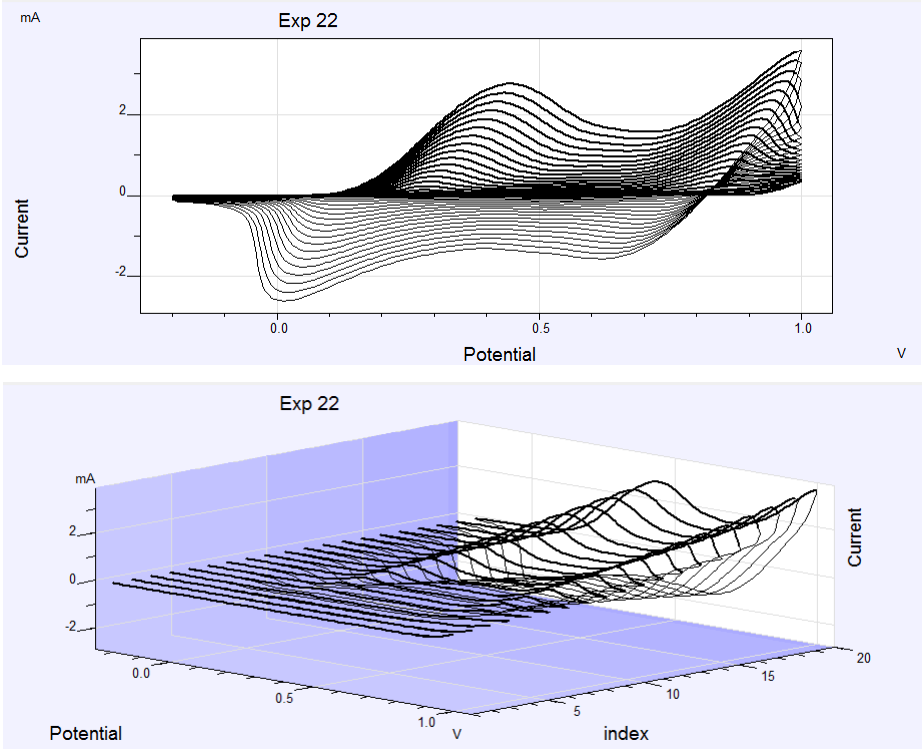 mA
Exp 22
2
0
-2
Current
0.0 0.5 1.0
Potential
V
Exp 22
mA
2
0
-2
Current
0.0 0.5 1.0
5 10 15 20
Potential
V
index